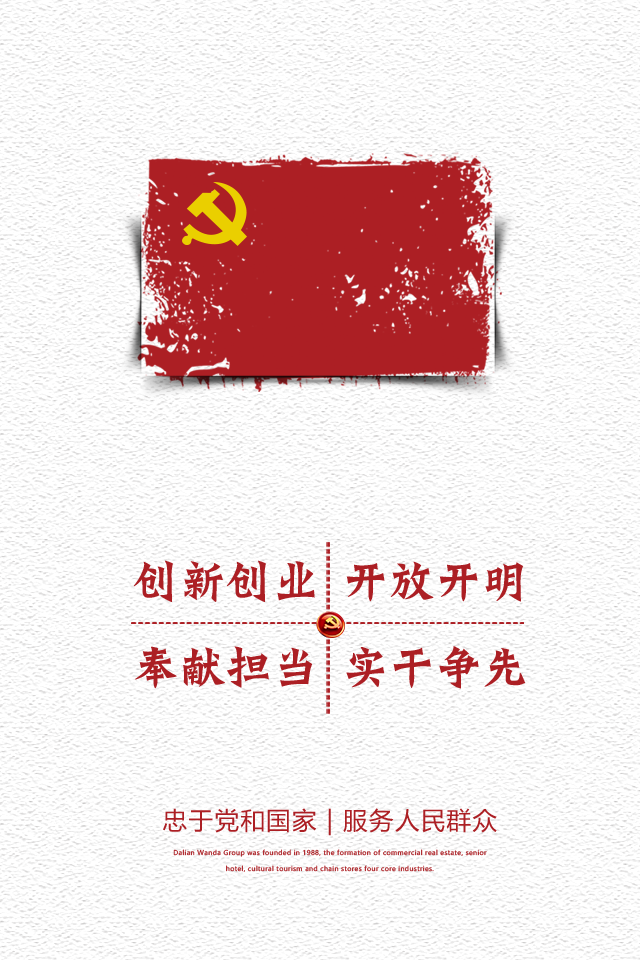 创新创业 开放开明
奉献担当 实干争先
忠于党和国家 | 服务人民群众
Dalian Wanda Group was founded in 1988, the formation of commercial real estate, senior
hotel, cultural tourism and chain stores four core industries.